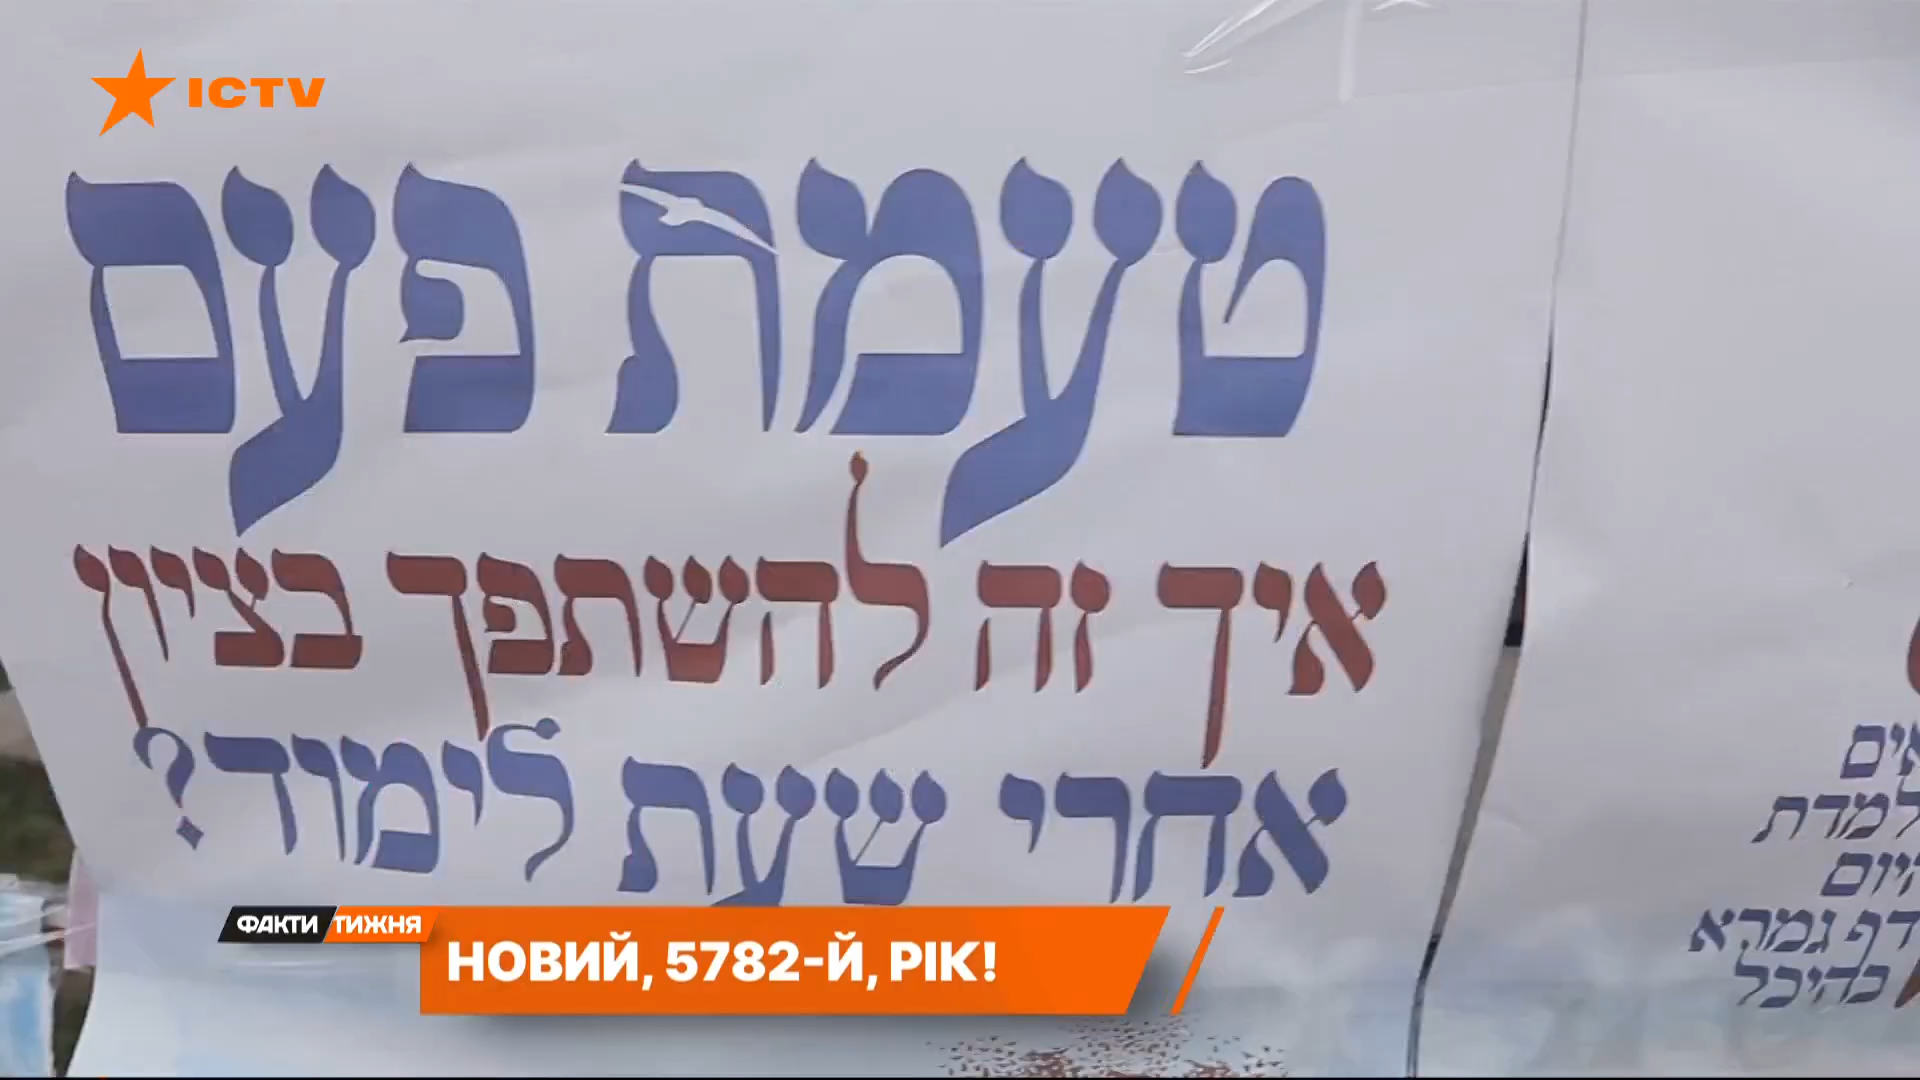 ICTV
טעמת פעם
איך זה להשתפך בציון
אחרי שעת לימוד?
למדת
היום
דף גמרא
בהיכל
ФАКТИ ТИЖНЯ
НОВИЙ, 5782-Й, РІК!